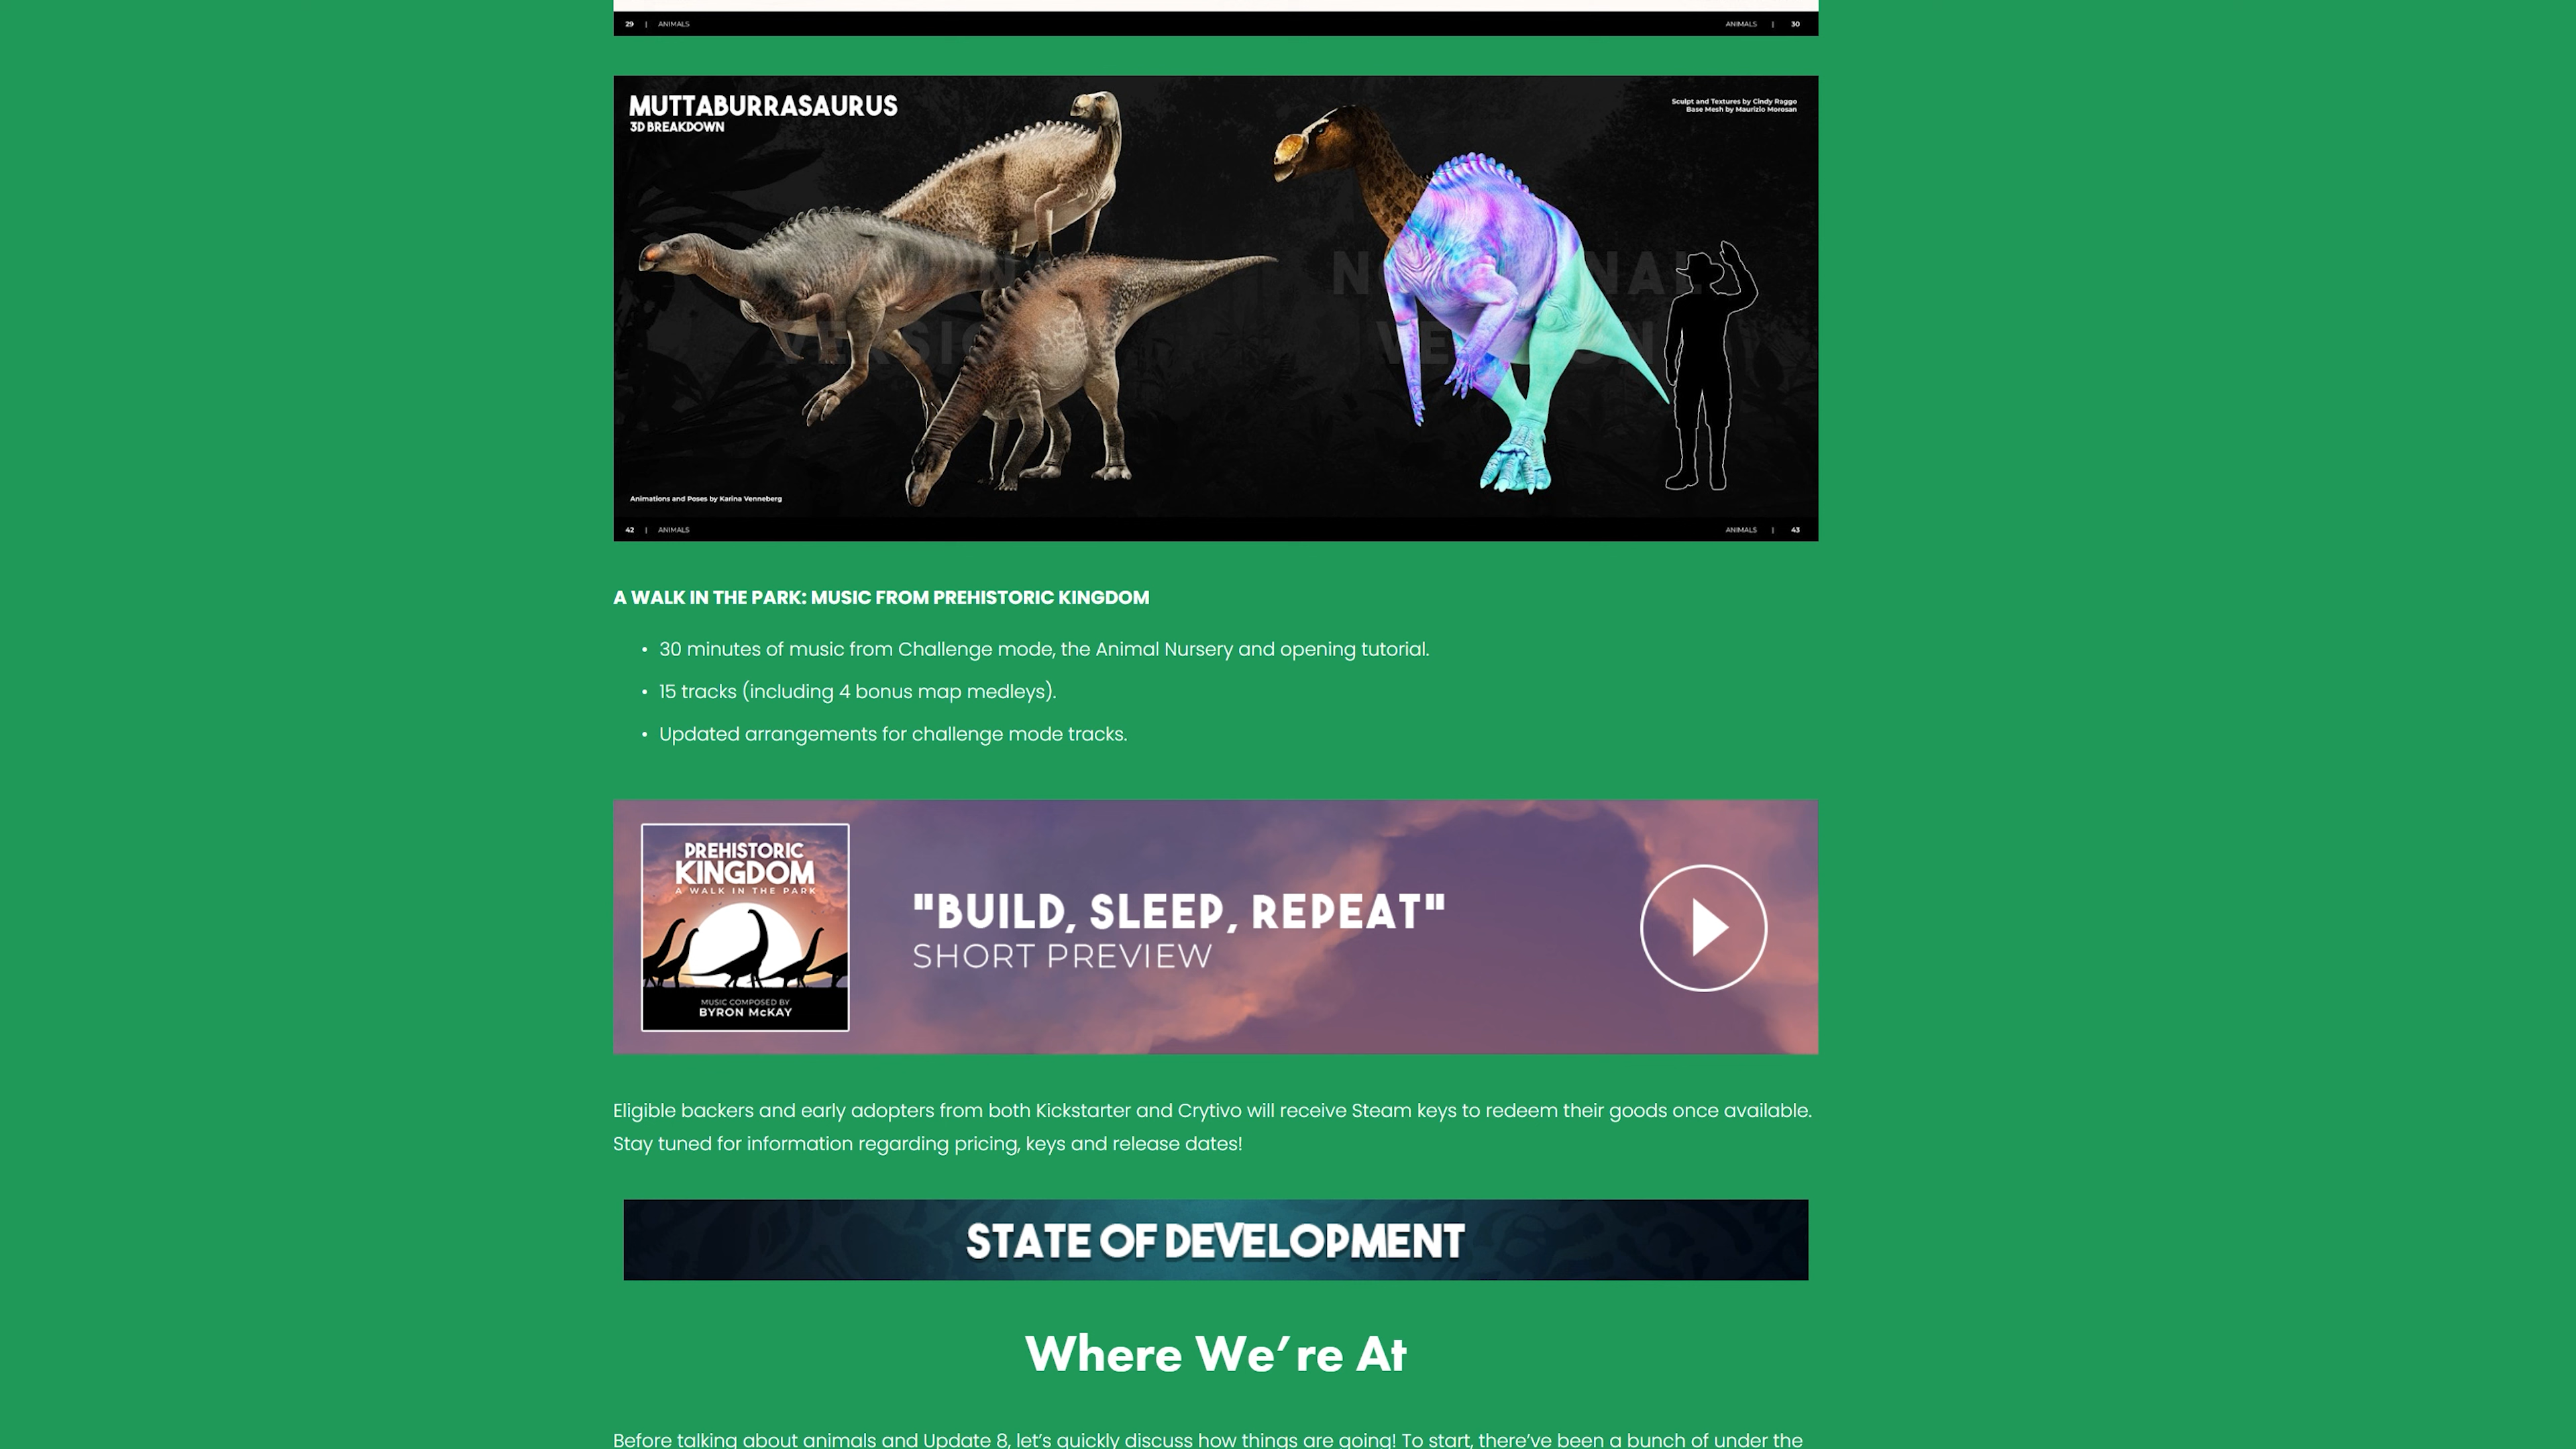 29 | ANIMALS
ANIMALS | 30
MUTTABURRASAURUS
3D BREAKDOWN
Sculpt and Textures by Cindy Raggo
Base Mesh by Maurizio Morosan
Animations and Poses by Karina Venneberg
42 | ANIMALS
ANIMALS | 43
A WALK IN THE PARK: MUSIC FROM PREHISTORIC KINGDOM
• 30 minutes of music from Challenge mode, the Animal Nursery and opening tutorial.
• 15 tracks (including 4 bonus map medleys).
• Updated arrangements for challenge mode tracks.
PREHISTORIC
KINGDOM
A WALK IN THE PARK
MUSIC COMPOSED BY
BYRON McKAY
"BUILD, SLEEP, REPEAT"
SHORT PREVIEW
Eligible backers and early adopters from both Kickstarter and Crytivo will receive Steam keys to redeem their goods once available.
Stay tuned for information regarding pricing, keys and release dates!
STATE OF DEVELOPMENT
Where We’re At
Before talking about animals and Update 8, let’s quickly discuss how things are going! To start, there’ve been a bunch of under the